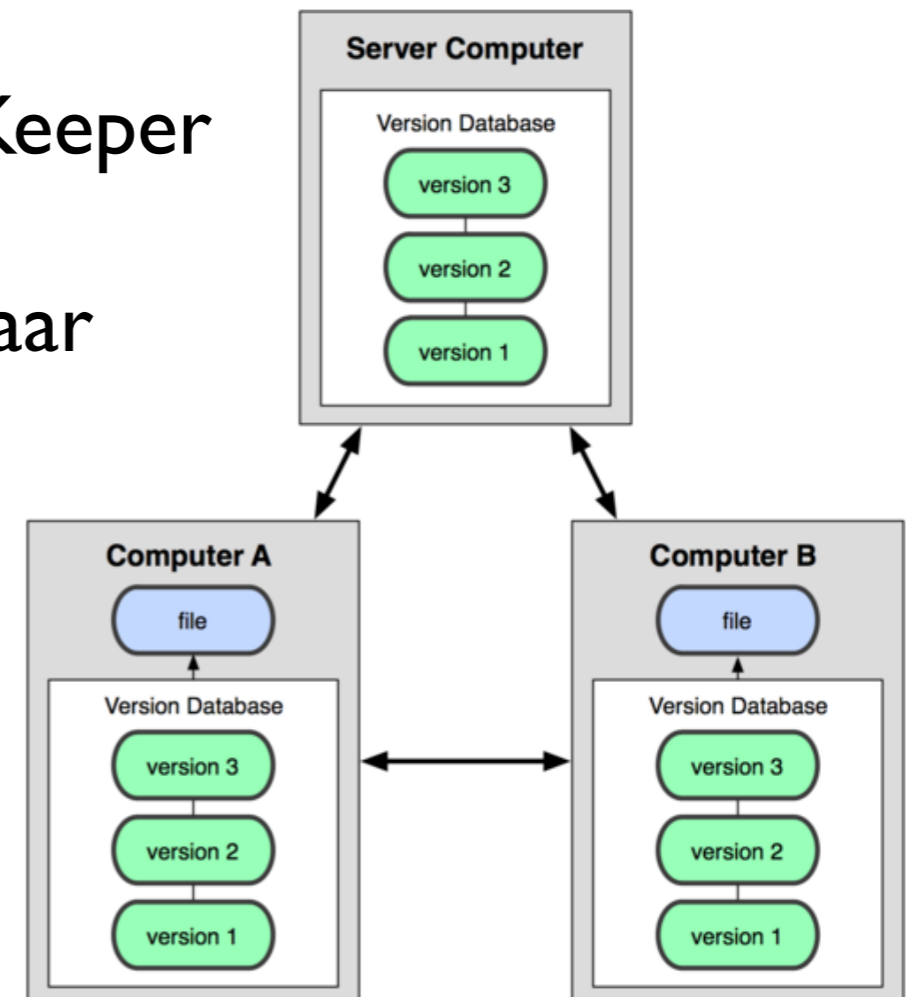 Keeper
aar
Server Computer
Version Database
version 3
version 2
version 1
Computer A
file
Version Database
version 3
version 2
version 1
Computer B
file
Version Database
version 3
version 2
version 1